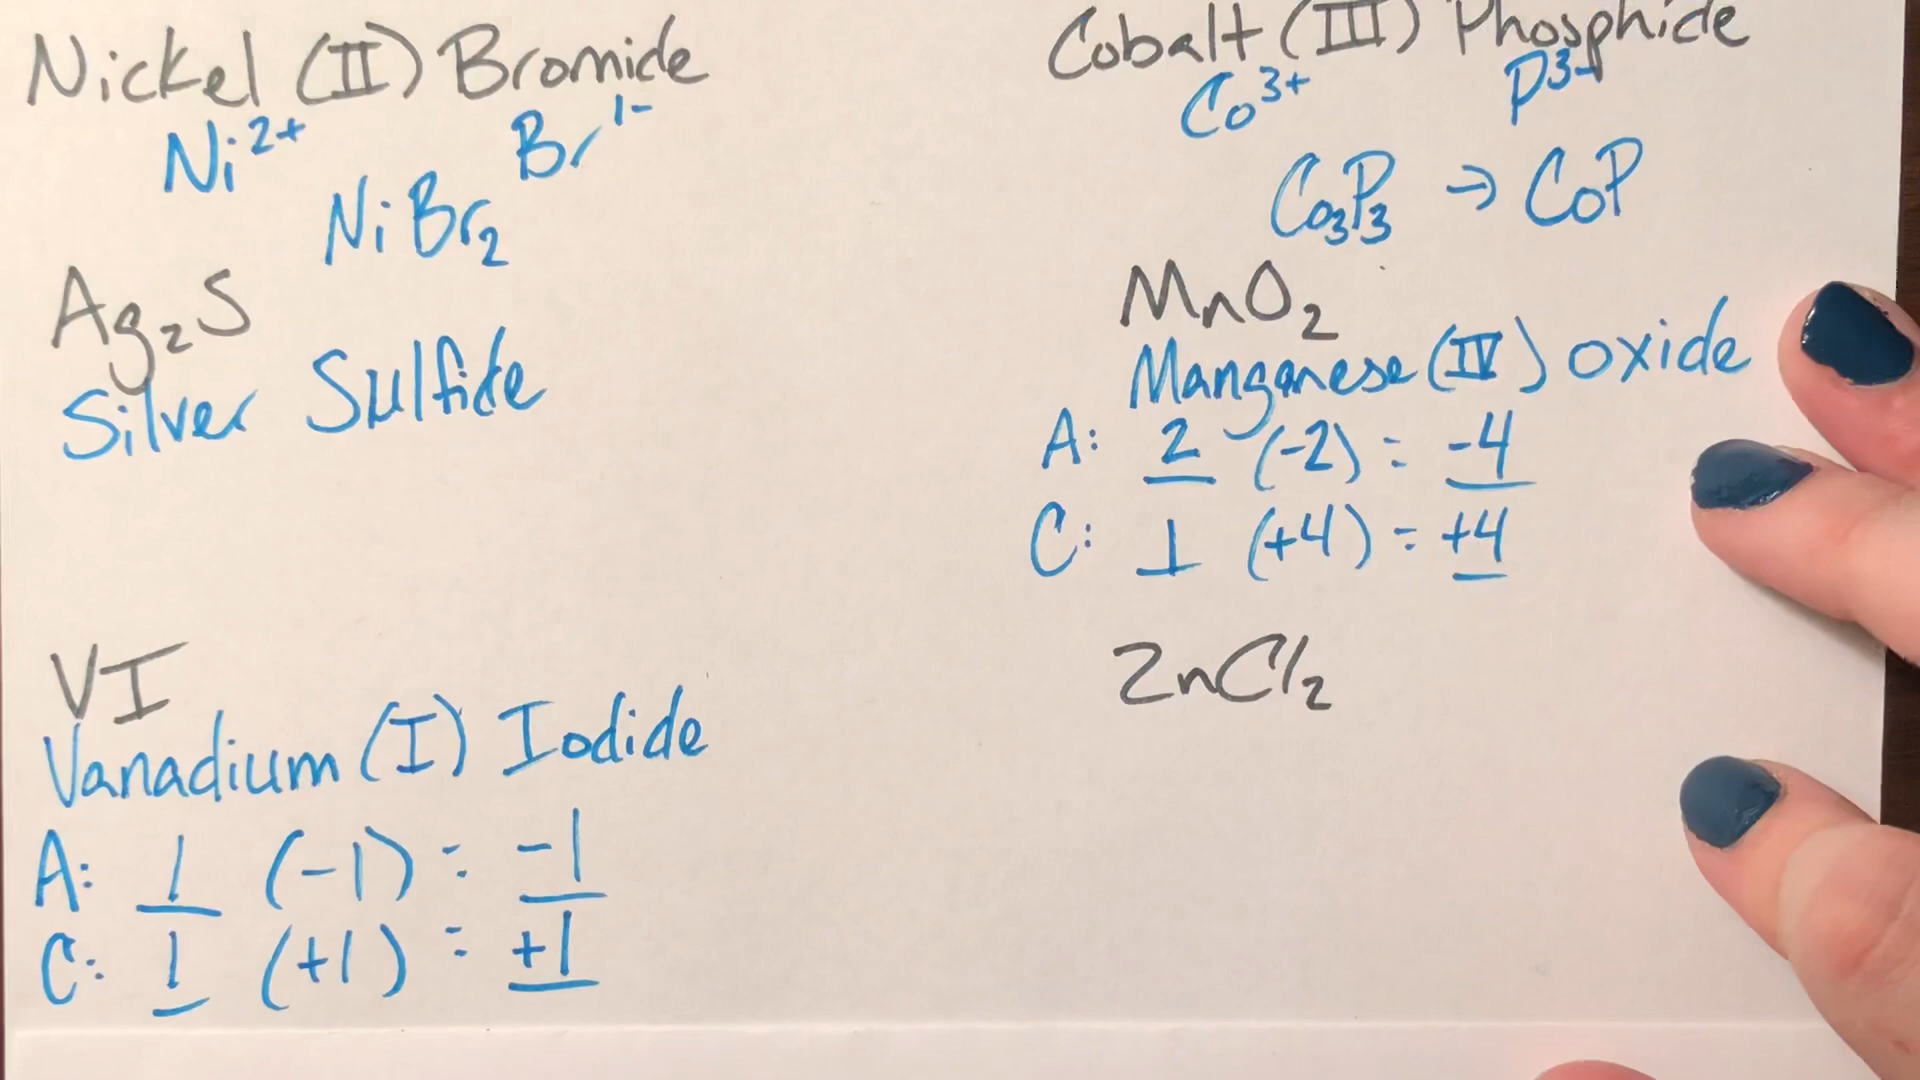 Nickel (II) Bromide
Ni²⁺ Br¹⁻
NiBr₂
Ag₂S
Silver Sulfide
VI
Vanadium (I) Iodide
A: 1 (-1) = -1
C: 1 (+1) = +1
Cobalt (III) Phosphide
Co³⁺ P³⁻
Co₃P₃ → CoP
MnO₂
Manganese (IV) oxide
A: 2 (-2) = -4
C: 1 (+4) = +4
ZnCl₂